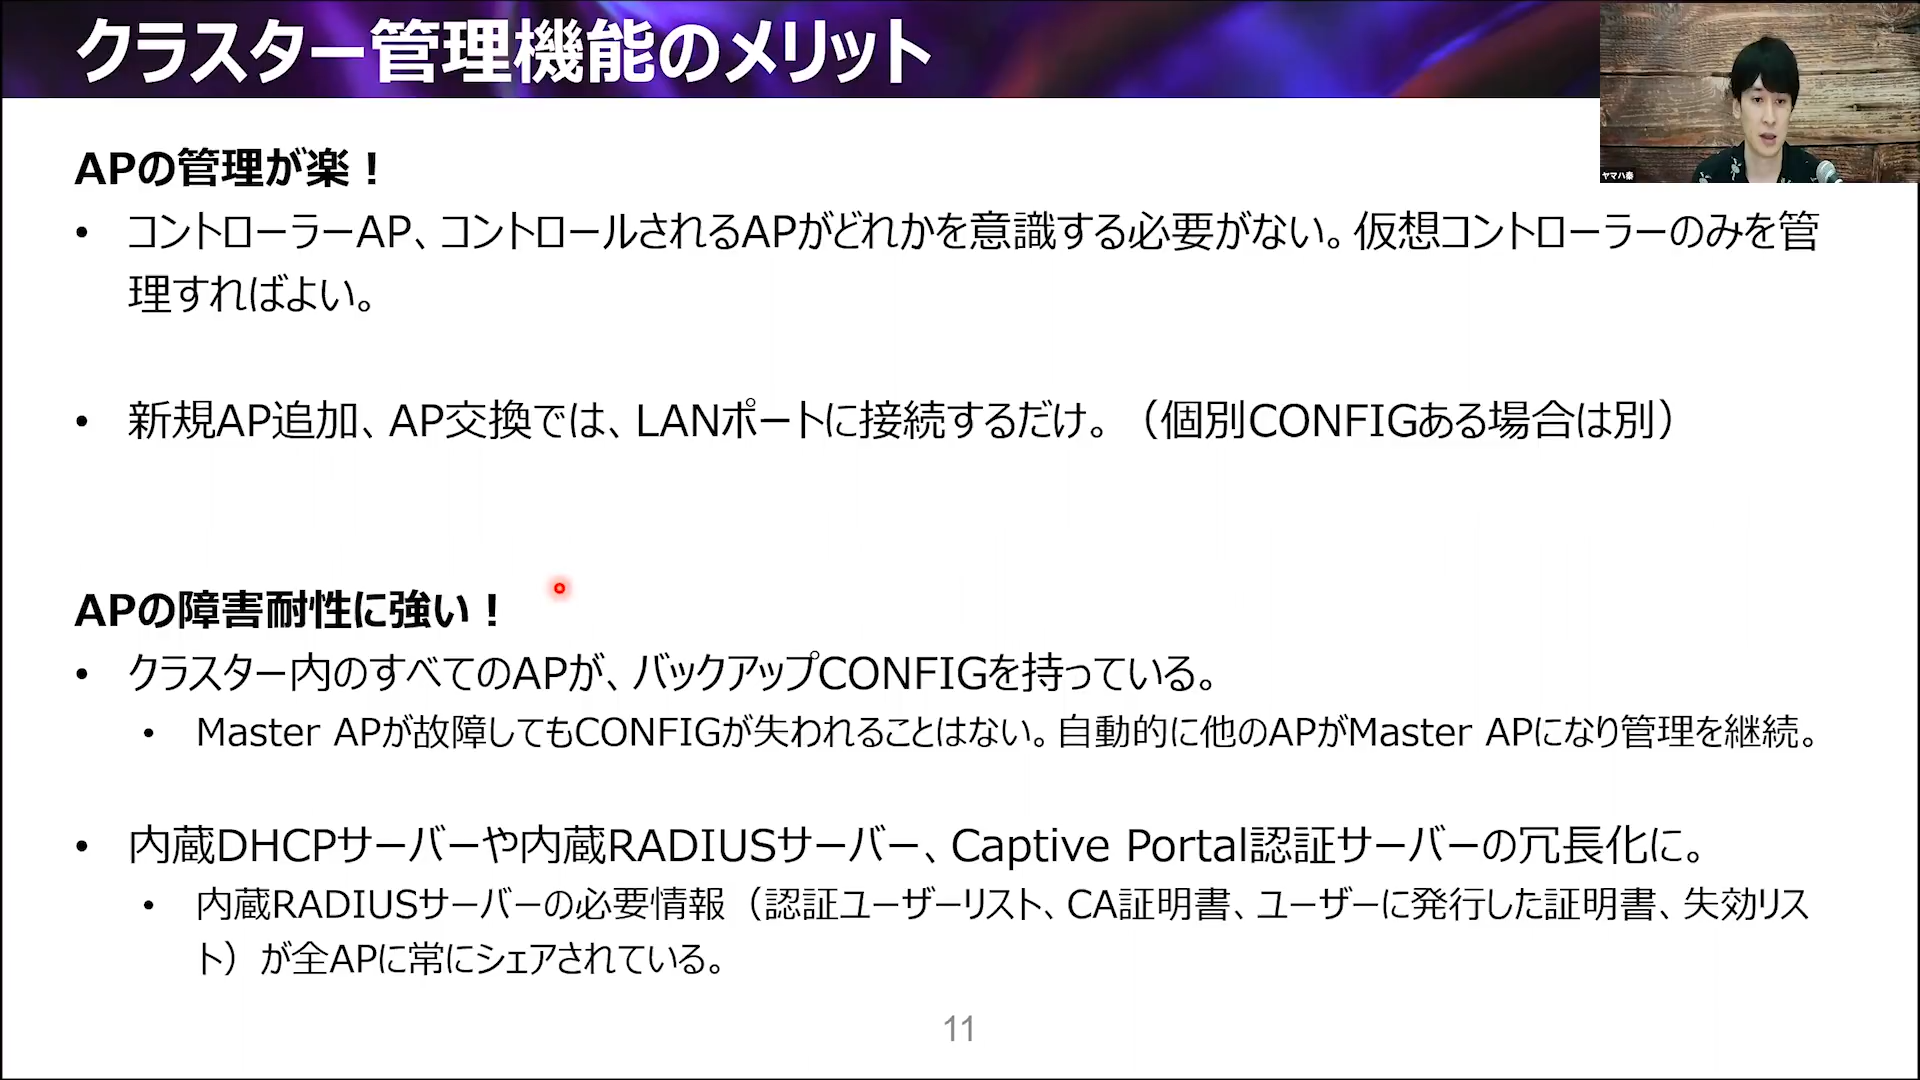 クラスター管理機能のメリット
ヤマハ秦
APの管理が楽！
• コントローラーAP、コントロールされるAPがどれかを意識する必要がない。仮想コントローラーのみを管
理すればよい。
• 新規AP追加、AP交換では、LANポートに接続するだけ。（個別CONFIGある場合は別）
APの障害耐性に強い！
• クラスター内のすべてのAPが、バックアップCONFIGを持っている。
• Master APが故障してもCONFIGが失われることはない。自動的に他のAPがMaster APになり管理を継続。
• 内蔵DHCPサーバーや内蔵RADIUSサーバー、Captive Portal認証サーバーの冗長化に。
• 内蔵RADIUSサーバーの必要情報（認証ユーザーリスト、CA証明書、ユーザーに発行した証明書、失効リス
ト）が全APに常にシェアされている。
11